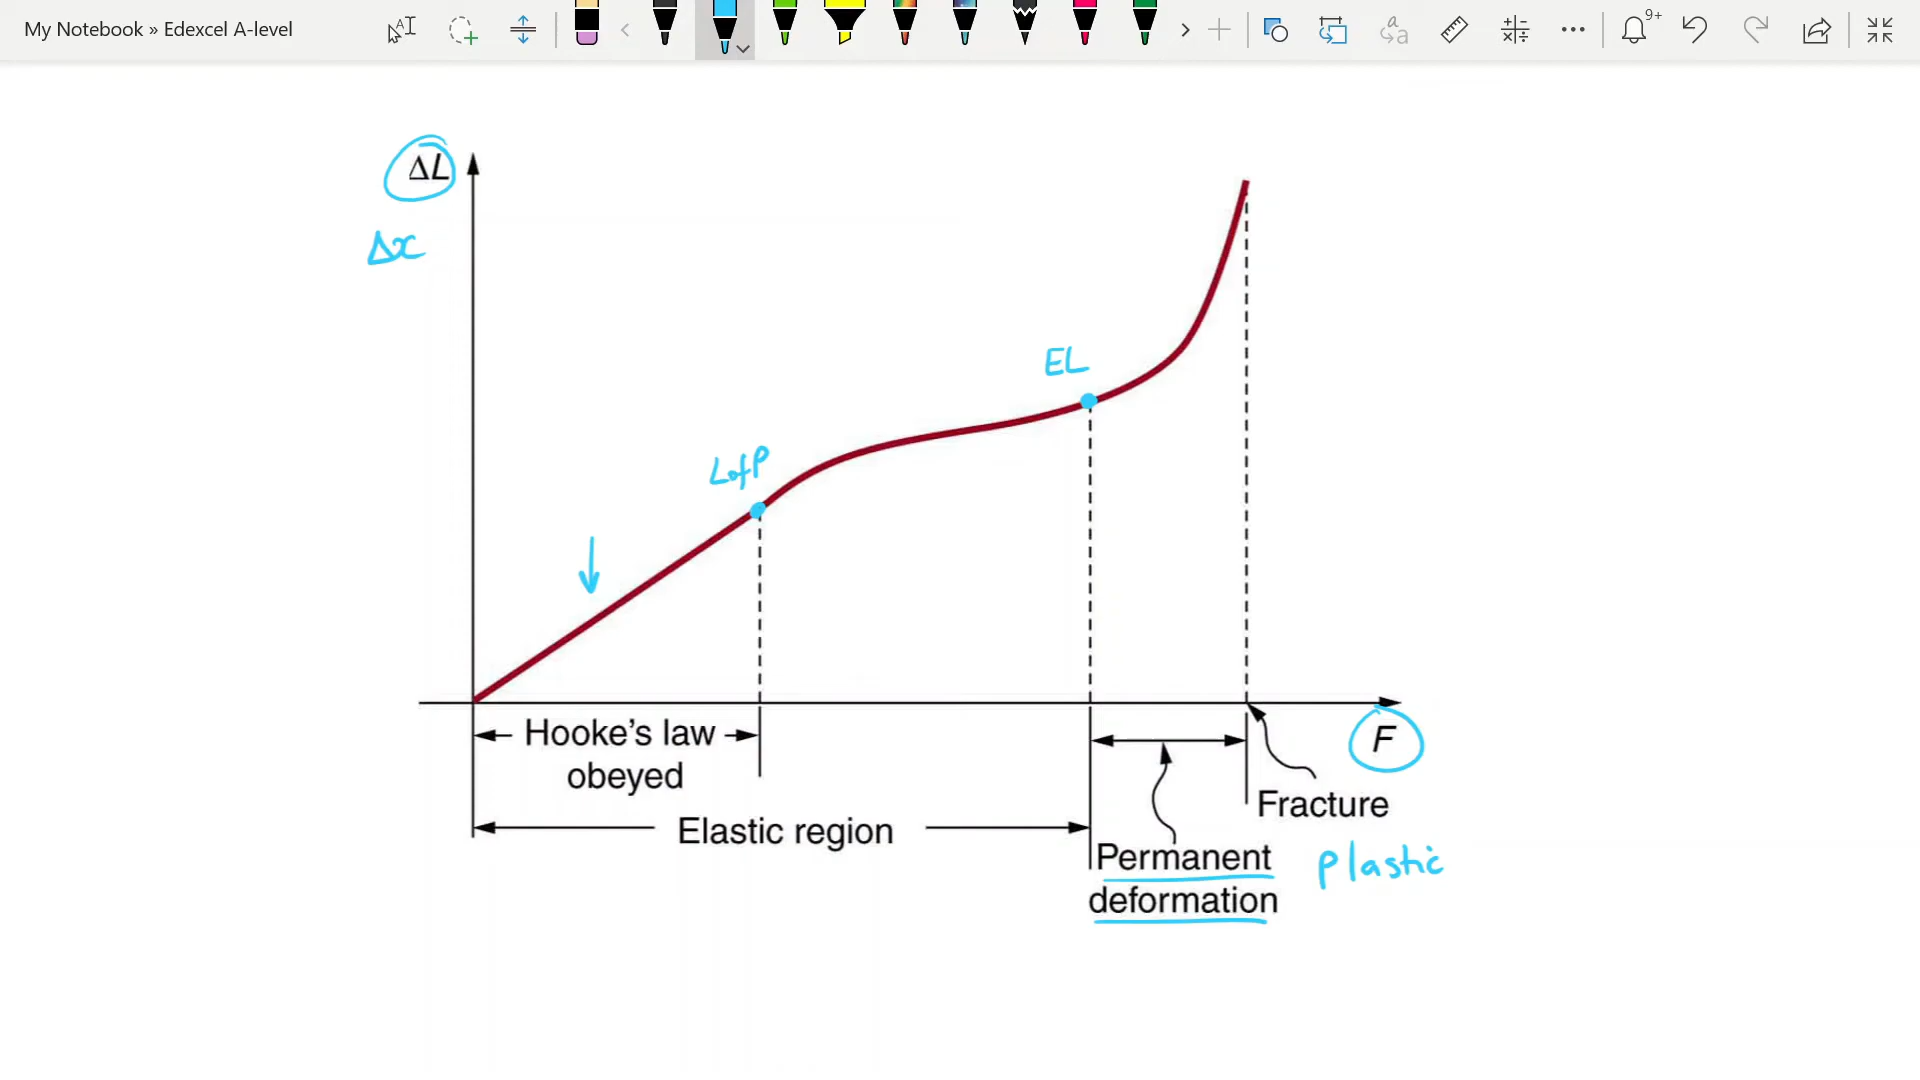 My Notebook » Edexcel A-level
9+
ΔL
Δx
EL
LofP
Hooke's law
obeyed
F
Fracture
Elastic region
Permanent
deformation
plastic